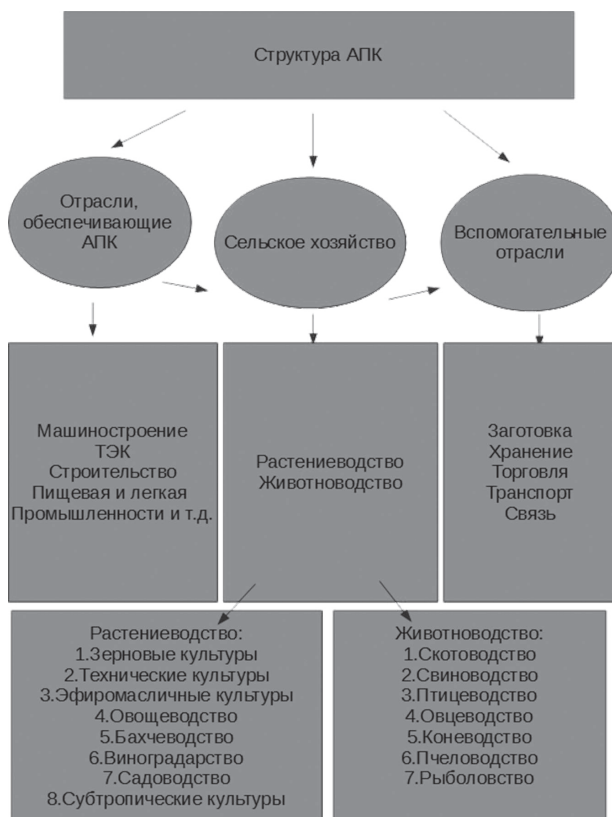 Структура АПК
Отрасли,
обеспечивающие
АПК
Сельское хозяйство
Вспомогательные
отрасли
Машиностроение
ТЭК
Строительство
Пищевая и легкая
Промышленности и т.д.
Растениеводство
Животноводство
Заготовка
Хранение
Торговля
Транспорт
Связь
Растениеводство:
1.Зерновые культуры
2.Технические культуры
3.Эфиромасличные культуры
4.Овощеводство
5.Бахчеводство
6.Виноградарство
7.Садоводство
8.Субтропические культуры
Животноводство:
1.Скотоводство
2.Свиноводство
3.Птицеводство
4.Овцеводство
5.Коневодство
6.Пчеловодство
7.Рыболовство